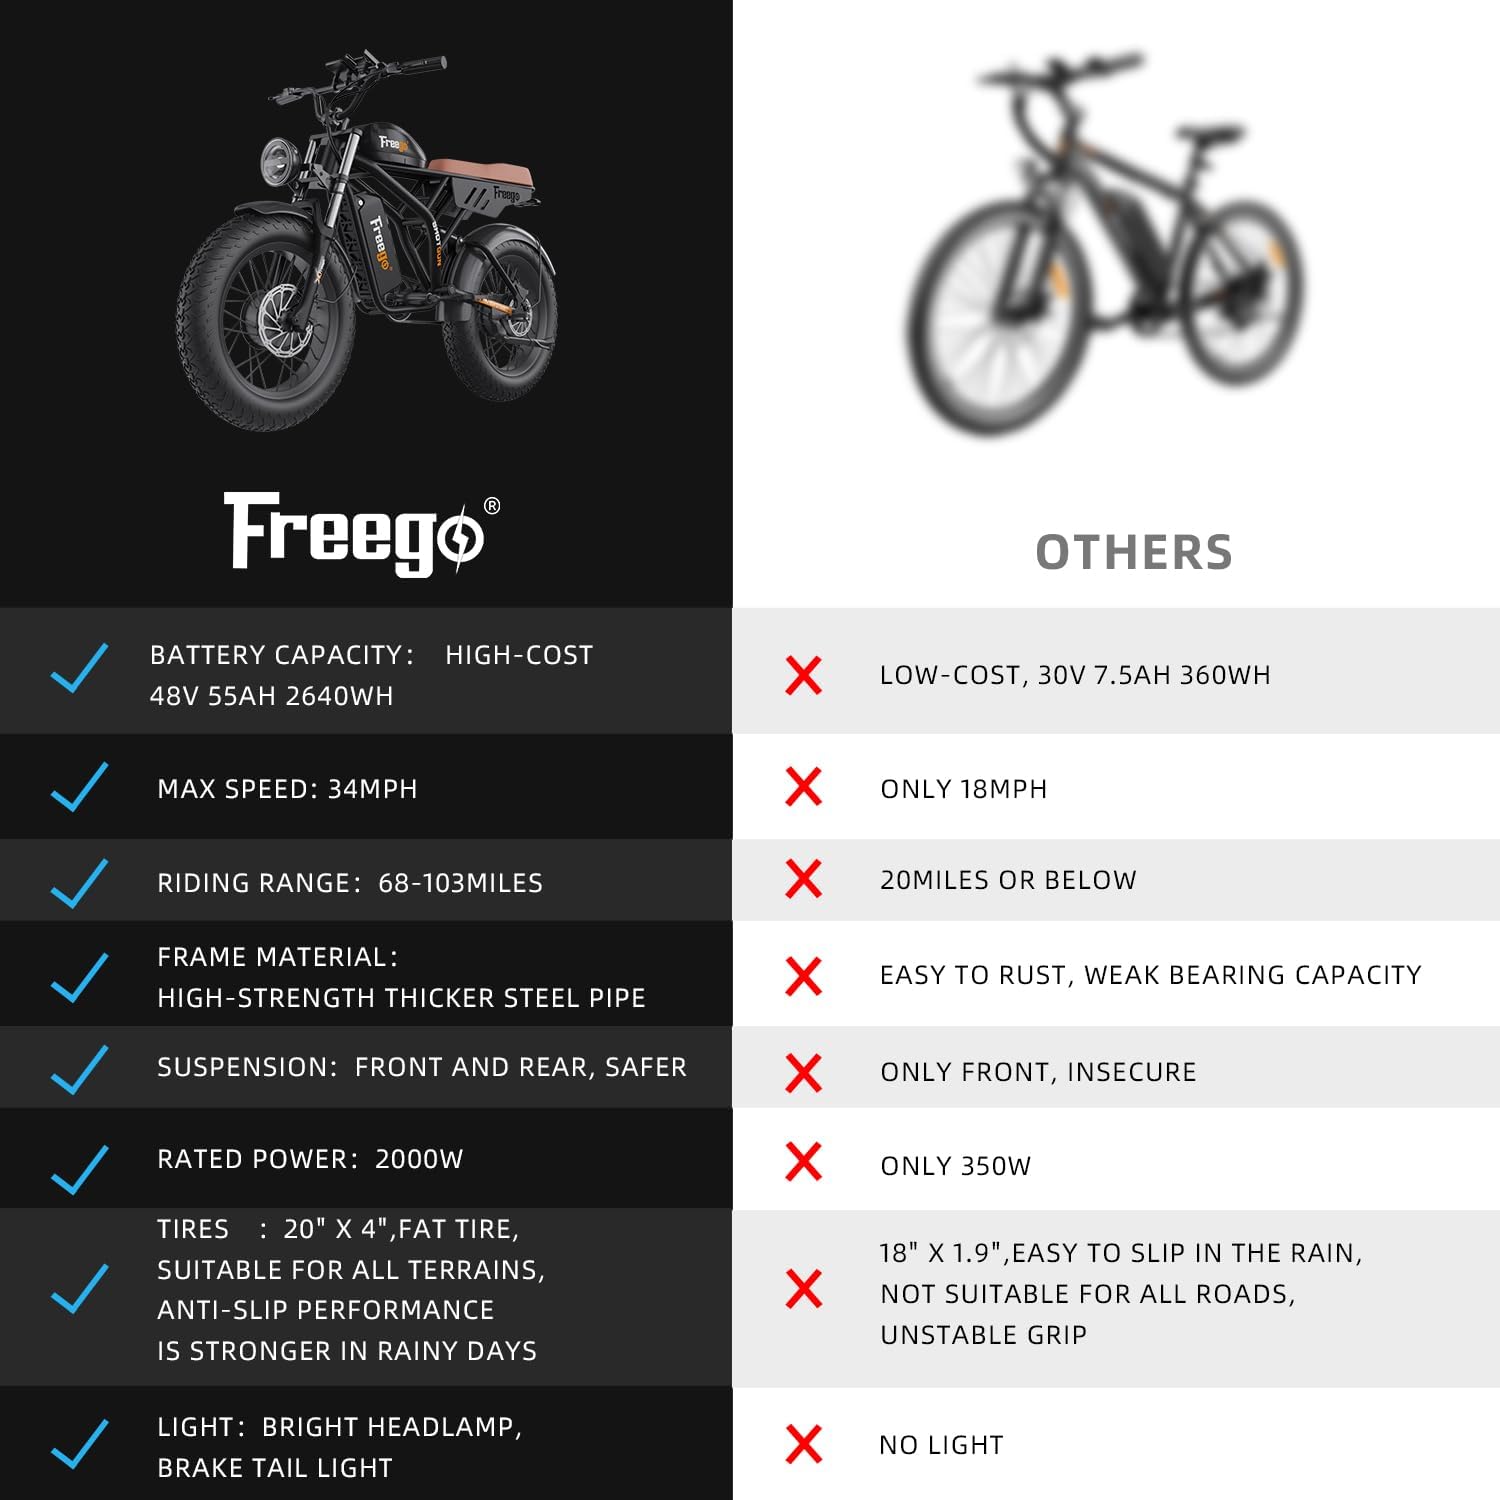 Freego
Freego
Freego
SHOTGUN
Freego®
OTHERS
BATTERY CAPACITY: HIGH-COST
48V 55AH 2640WH
LOW-COST, 30V 7.5AH 360WH
MAX SPEED: 34MPH
ONLY 18MPH
RIDING RANGE: 68-103MILES
20MILES OR BELOW
FRAME MATERIAL:
HIGH-STRENGTH THICKER STEEL PIPE
EASY TO RUST, WEAK BEARING CAPACITY
SUSPENSION: FRONT AND REAR, SAFER
ONLY FRONT, INSECURE
RATED POWER: 2000W
ONLY 350W
TIRES : 20" X 4",FAT TIRE,
SUITABLE FOR ALL TERRAINS,
ANTI-SLIP PERFORMANCE
IS STRONGER IN RAINY DAYS
18" X 1.9",EASY TO SLIP IN THE RAIN,
NOT SUITABLE FOR ALL ROADS,
UNSTABLE GRIP
LIGHT: BRIGHT HEADLAMP,
BRAKE TAIL LIGHT
NO LIGHT